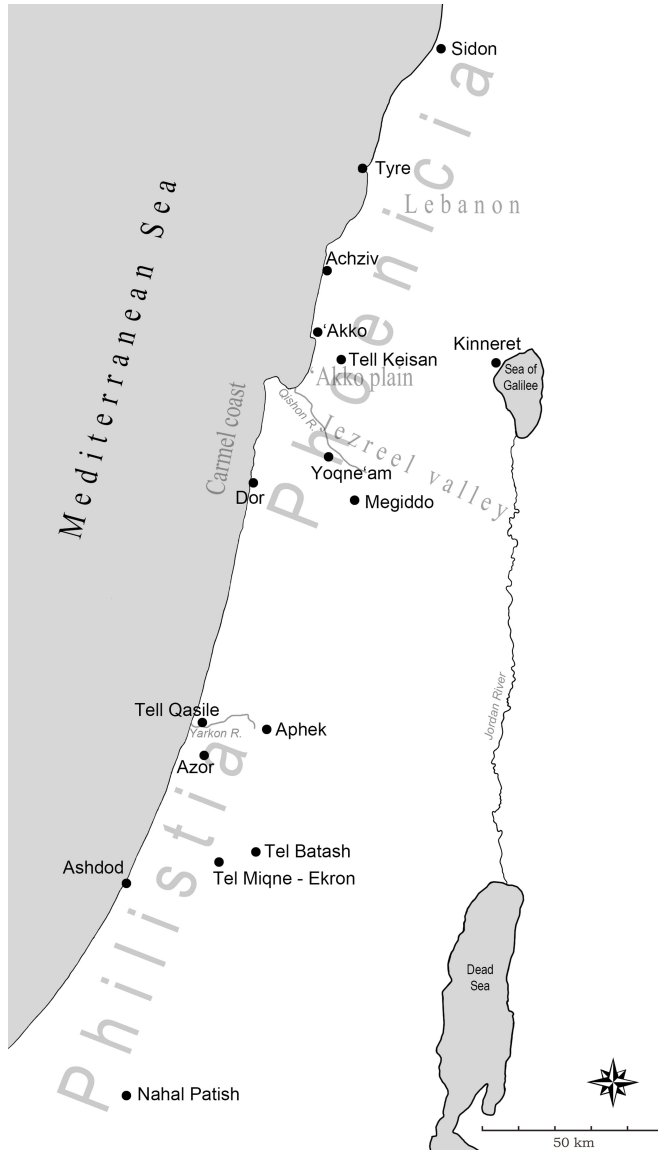 Sidon
Phoenicia
Tyre
Lebanon
Mediterranean Sea
Achziv
‘Akko
Kinneret
Tell Keisan
Sea of
Galilee
‘Akko plain
Carmel coast
Qishon R.
Jezreel valley
Yoqne‘am
Dor
Megiddo
Jordan River
Tell Qasile
Aphek
Yarkon R.
Azor
Philistia
Tel Batash
Ashdod
Tel Miqne - Ekron
Dead
Sea
Nahal Patish
50 km